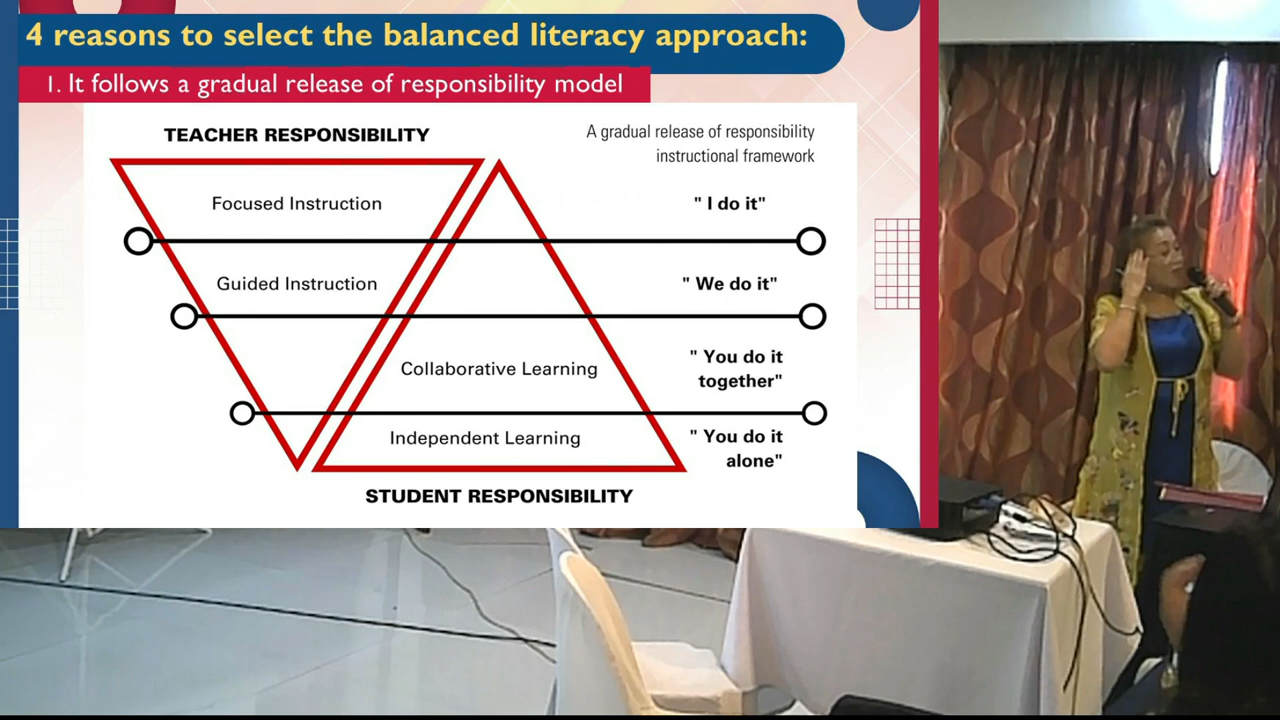 4 reasons to select the balanced literacy approach:
1. It follows a gradual release of responsibility model
TEACHER RESPONSIBILITY
A gradual release of responsibility
instructional framework
Focused Instruction
" I do it"
Guided Instruction
" We do it"
Collaborative Learning
" You do it
together"
Independent Learning
" You do it
alone"
STUDENT RESPONSIBILITY